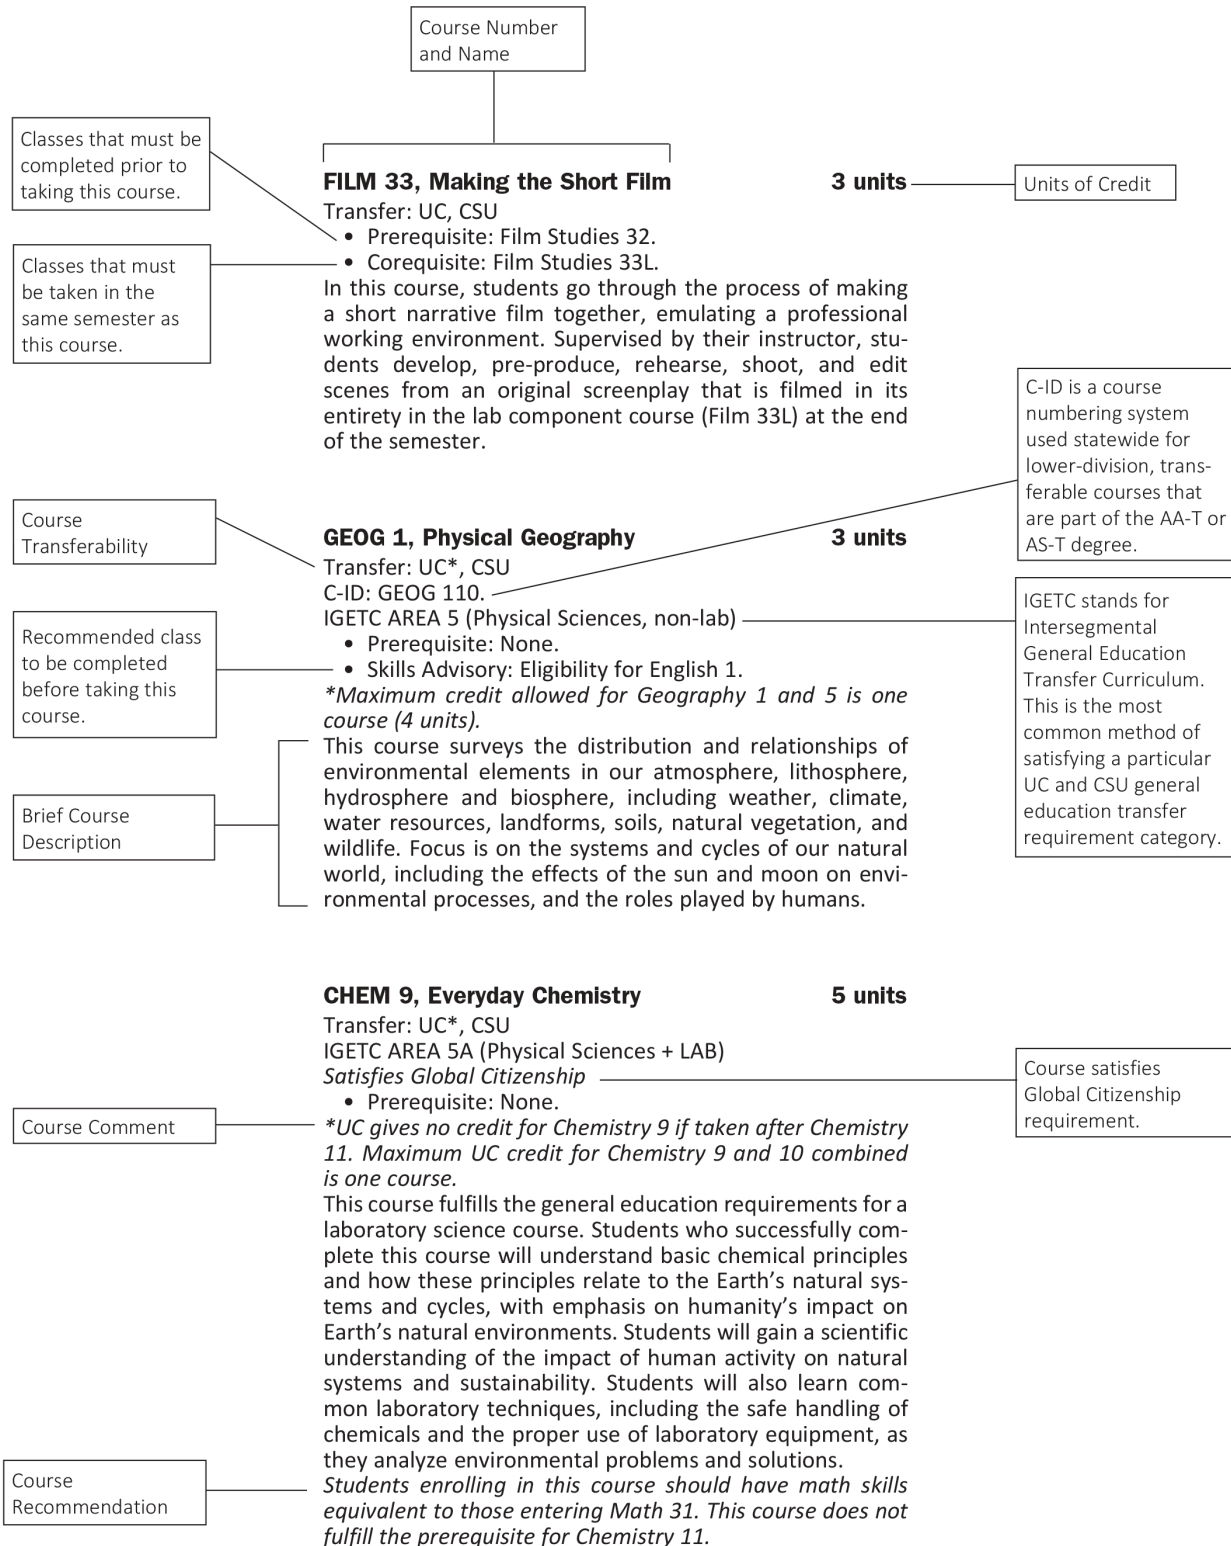 Course Number
and Name
Classes that must be
completed prior to
taking this course.
FILM 33, Making the Short Film 3 units
Units of Credit
Transfer: UC, CSU
• Prerequisite: Film Studies 32.
• Corequisite: Film Studies 33L.
Classes that must
be taken in the
same semester as
this course.
In this course, students go through the process of making
a short narrative film together, emulating a professional
working environment. Supervised by their instructor, stu-
dents develop, pre-produce, rehearse, shoot, and edit
scenes from an original screenplay that is filmed in its
entirety in the lab component course (Film 33L) at the end
of the semester.
C-ID is a course
numbering system
used statewide for
lower-division, trans-
ferable courses that
are part of the AA-T or
AS-T degree.
Course
Transferability
GEOG 1, Physical Geography 3 units
Transfer: UC*, CSU
C-ID: GEOG 110.
IGETC AREA 5 (Physical Sciences, non-lab)
• Prerequisite: None.
• Skills Advisory: Eligibility for English 1.
IGETC stands for
Intersegmental
General Education
Transfer Curriculum.
This is the most
common method of
satisfying a particular
UC and CSU general
education transfer
requirement category.
Recommended class
to be completed
before taking this
course.
*Maximum credit allowed for Geography 1 and 5 is one
course (4 units).
Brief Course
Description
This course surveys the distribution and relationships of
environmental elements in our atmosphere, lithosphere,
hydrosphere and biosphere, including weather, climate,
water resources, landforms, soils, natural vegetation, and
wildlife. Focus is on the systems and cycles of our natural
world, including the effects of the sun and moon on envi-
ronmental processes, and the roles played by humans.
CHEM 9, Everyday Chemistry 5 units
Transfer: UC*, CSU
IGETC AREA 5A (Physical Sciences + LAB)
Satisfies Global Citizenship
• Prerequisite: None.
Course satisfies
Global Citizenship
requirement.
Course Comment
*UC gives no credit for Chemistry 9 if taken after Chemistry
11. Maximum UC credit for Chemistry 9 and 10 combined
is one course.
This course fulfills the general education requirements for a
laboratory science course. Students who successfully com-
plete this course will understand basic chemical principles
and how these principles relate to the Earth's natural sys-
tems and cycles, with emphasis on humanity's impact on
Earth's natural environments. Students will gain a scientific
understanding of the impact of human activity on natural
systems and sustainability. Students will also learn com-
mon laboratory techniques, including the safe handling of
chemicals and the proper use of laboratory equipment, as
they analyze environmental problems and solutions.
Course
Recommendation
Students enrolling in this course should have math skills
equivalent to those entering Math 31. This course does not
fulfill the prerequisite for Chemistry 11.